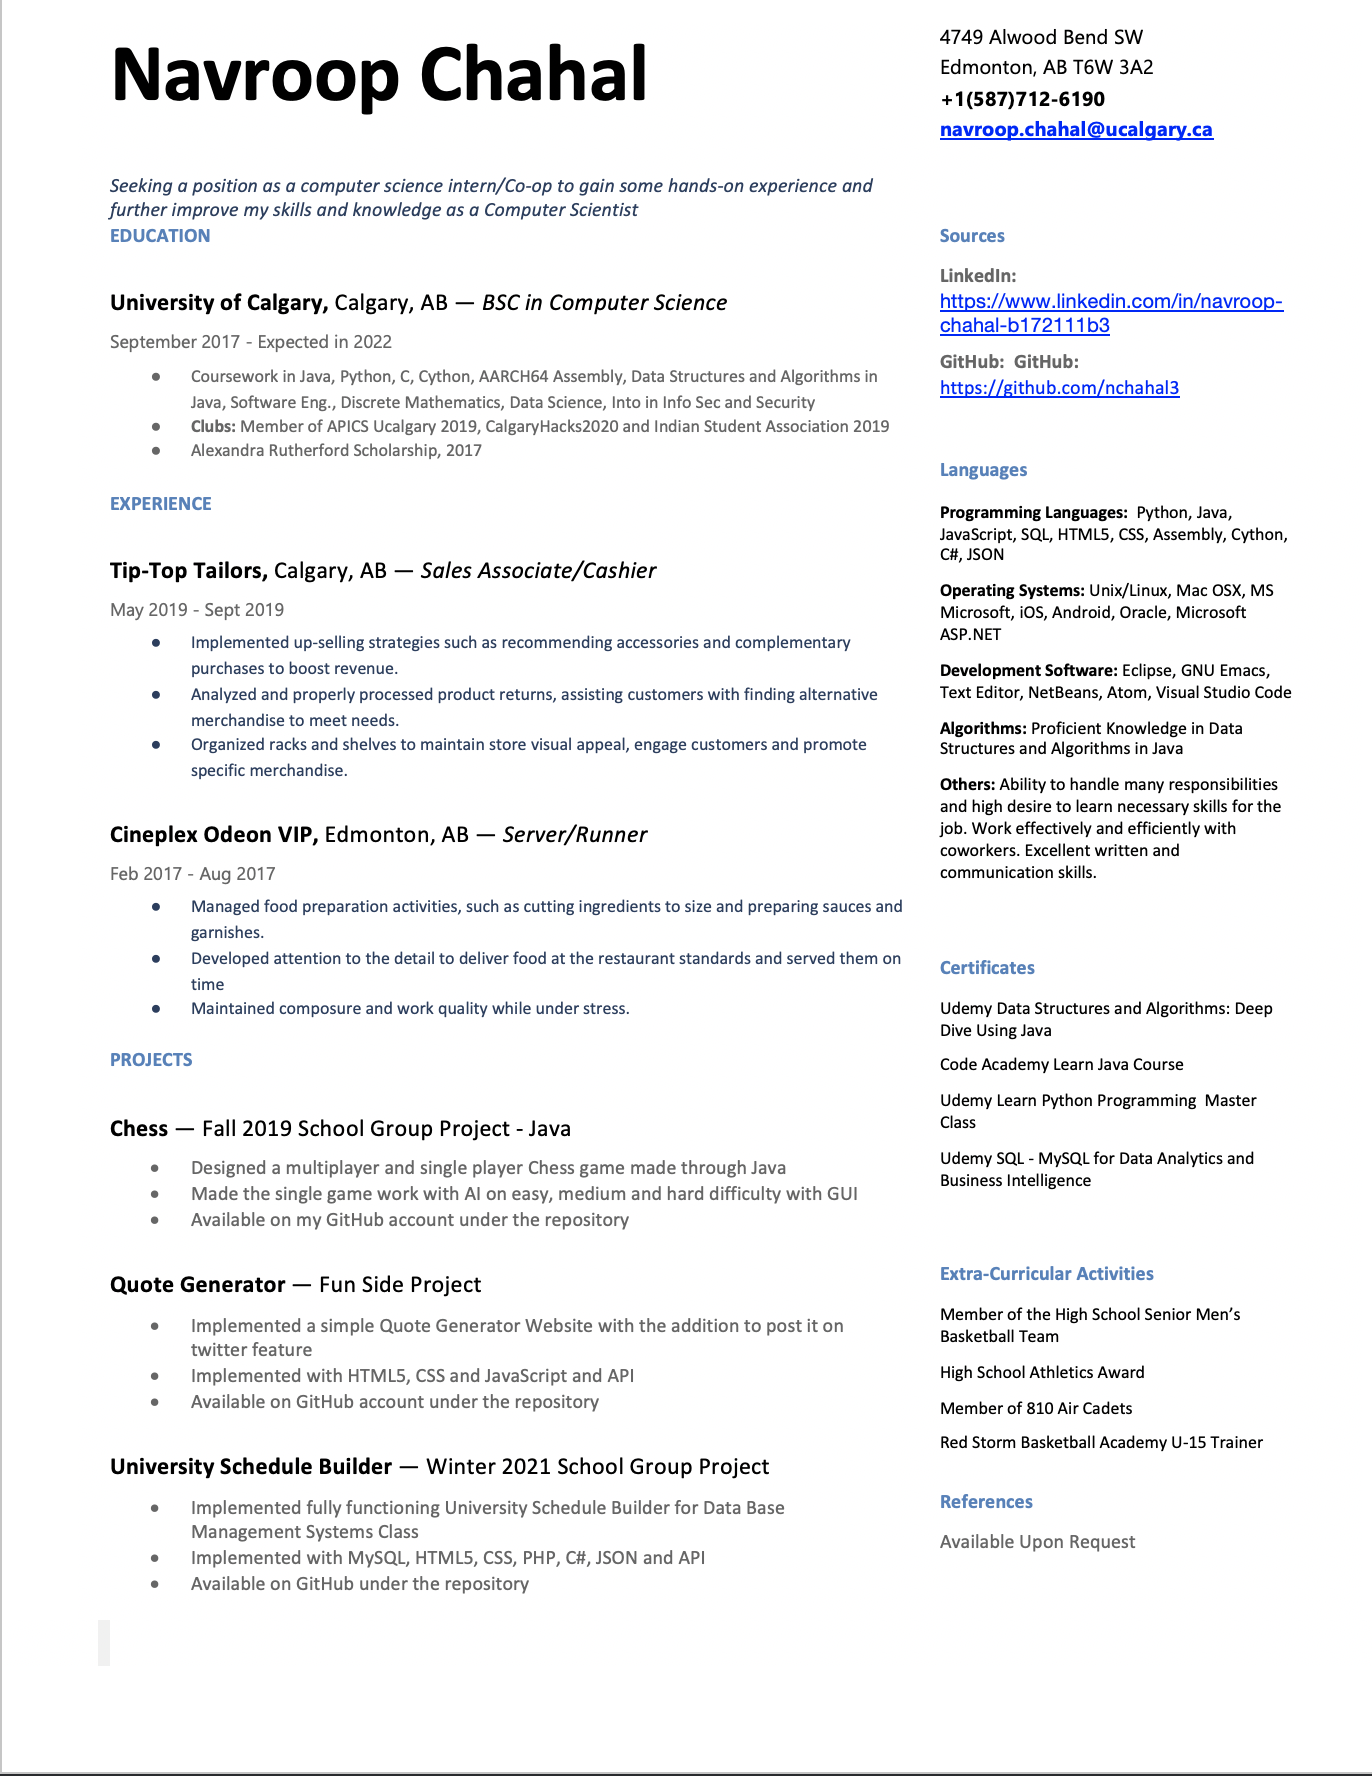 Navroop Chahal
4749 Alwood Bend SW
Edmonton, AB T6W 3A2
+1(587)712-6190
navroop.chahal@ucalgary.ca
Seeking a position as a computer science intern/Co-op to gain some hands-on experience and
further improve my skills and knowledge as a Computer Scientist
EDUCATION
University of Calgary, Calgary, AB — BSC in Computer Science
September 2017 - Expected in 2022
● Coursework in Java, Python, C, Cython, AARCH64 Assembly, Data Structures and Algorithms in
Java, Software Eng., Discrete Mathematics, Data Science, Into in Info Sec and Security
● Clubs: Member of APICS Ucalgary 2019, CalgaryHacks2020 and Indian Student Association 2019
● Alexandra Rutherford Scholarship, 2017
EXPERIENCE
Tip-Top Tailors, Calgary, AB — Sales Associate/Cashier
May 2019 - Sept 2019
● Implemented up-selling strategies such as recommending accessories and complementary
purchases to boost revenue.
● Analyzed and properly processed product returns, assisting customers with finding alternative
merchandise to meet needs.
● Organized racks and shelves to maintain store visual appeal, engage customers and promote
specific merchandise.
Cineplex Odeon VIP, Edmonton, AB — Server/Runner
Feb 2017 - Aug 2017
● Managed food preparation activities, such as cutting ingredients to size and preparing sauces and
garnishes.
● Developed attention to the detail to deliver food at the restaurant standards and served them on
time
● Maintained composure and work quality while under stress.
PROJECTS
Chess — Fall 2019 School Group Project - Java
● Designed a multiplayer and single player Chess game made through Java
● Made the single game work with AI on easy, medium and hard difficulty with GUI
● Available on my GitHub account under the repository
Quote Generator — Fun Side Project
● Implemented a simple Quote Generator Website with the addition to post it on
twitter feature
● Implemented with HTML5, CSS and JavaScript and API
● Available on GitHub account under the repository
University Schedule Builder — Winter 2021 School Group Project
● Implemented fully functioning University Schedule Builder for Data Base
Management Systems Class
● Implemented with MySQL, HTML5, CSS, PHP, C#, JSON and API
● Available on GitHub under the repository
Sources
LinkedIn:
https://www.linkedin.com/in/navroop-
chahal-b172111b3
GitHub:  GitHub:
https://github.com/nchahal3
Languages
Programming Languages:  Python, Java,
JavaScript, SQL, HTML5, CSS, Assembly, Cython,
C#, JSON
Operating Systems: Unix/Linux, Mac OSX, MS
Microsoft, iOS, Android, Oracle, Microsoft
ASP.NET
Development Software: Eclipse, GNU Emacs,
Text Editor, NetBeans, Atom, Visual Studio Code
Algorithms: Proficient Knowledge in Data
Structures and Algorithms in Java
Others: Ability to handle many responsibilities
and high desire to learn necessary skills for the
job. Work effectively and efficiently with
coworkers. Excellent written and
communication skills.
Certificates
Udemy Data Structures and Algorithms: Deep
Dive Using Java
Code Academy Learn Java Course
Udemy Learn Python Programming  Master
Class
Udemy SQL - MySQL for Data Analytics and
Business Intelligence
Extra-Curricular Activities
Member of the High School Senior Men’s
Basketball Team
High School Athletics Award
Member of 810 Air Cadets
Red Storm Basketball Academy U-15 Trainer
References
Available Upon Request